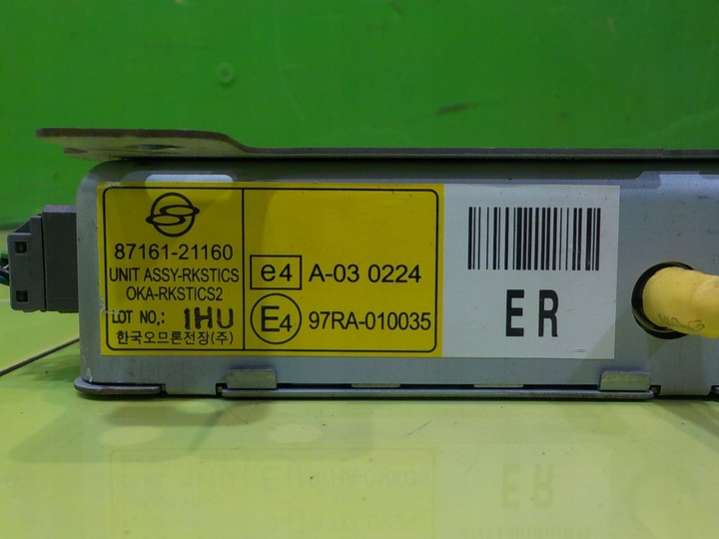 87161-21160
UNIT ASSY-RKSTICS
OKA-RKSTICS2
LOT NO,: 1HU
한국오므론전장(주)
e4 A-03 0224
E4 97RA-010035
ER